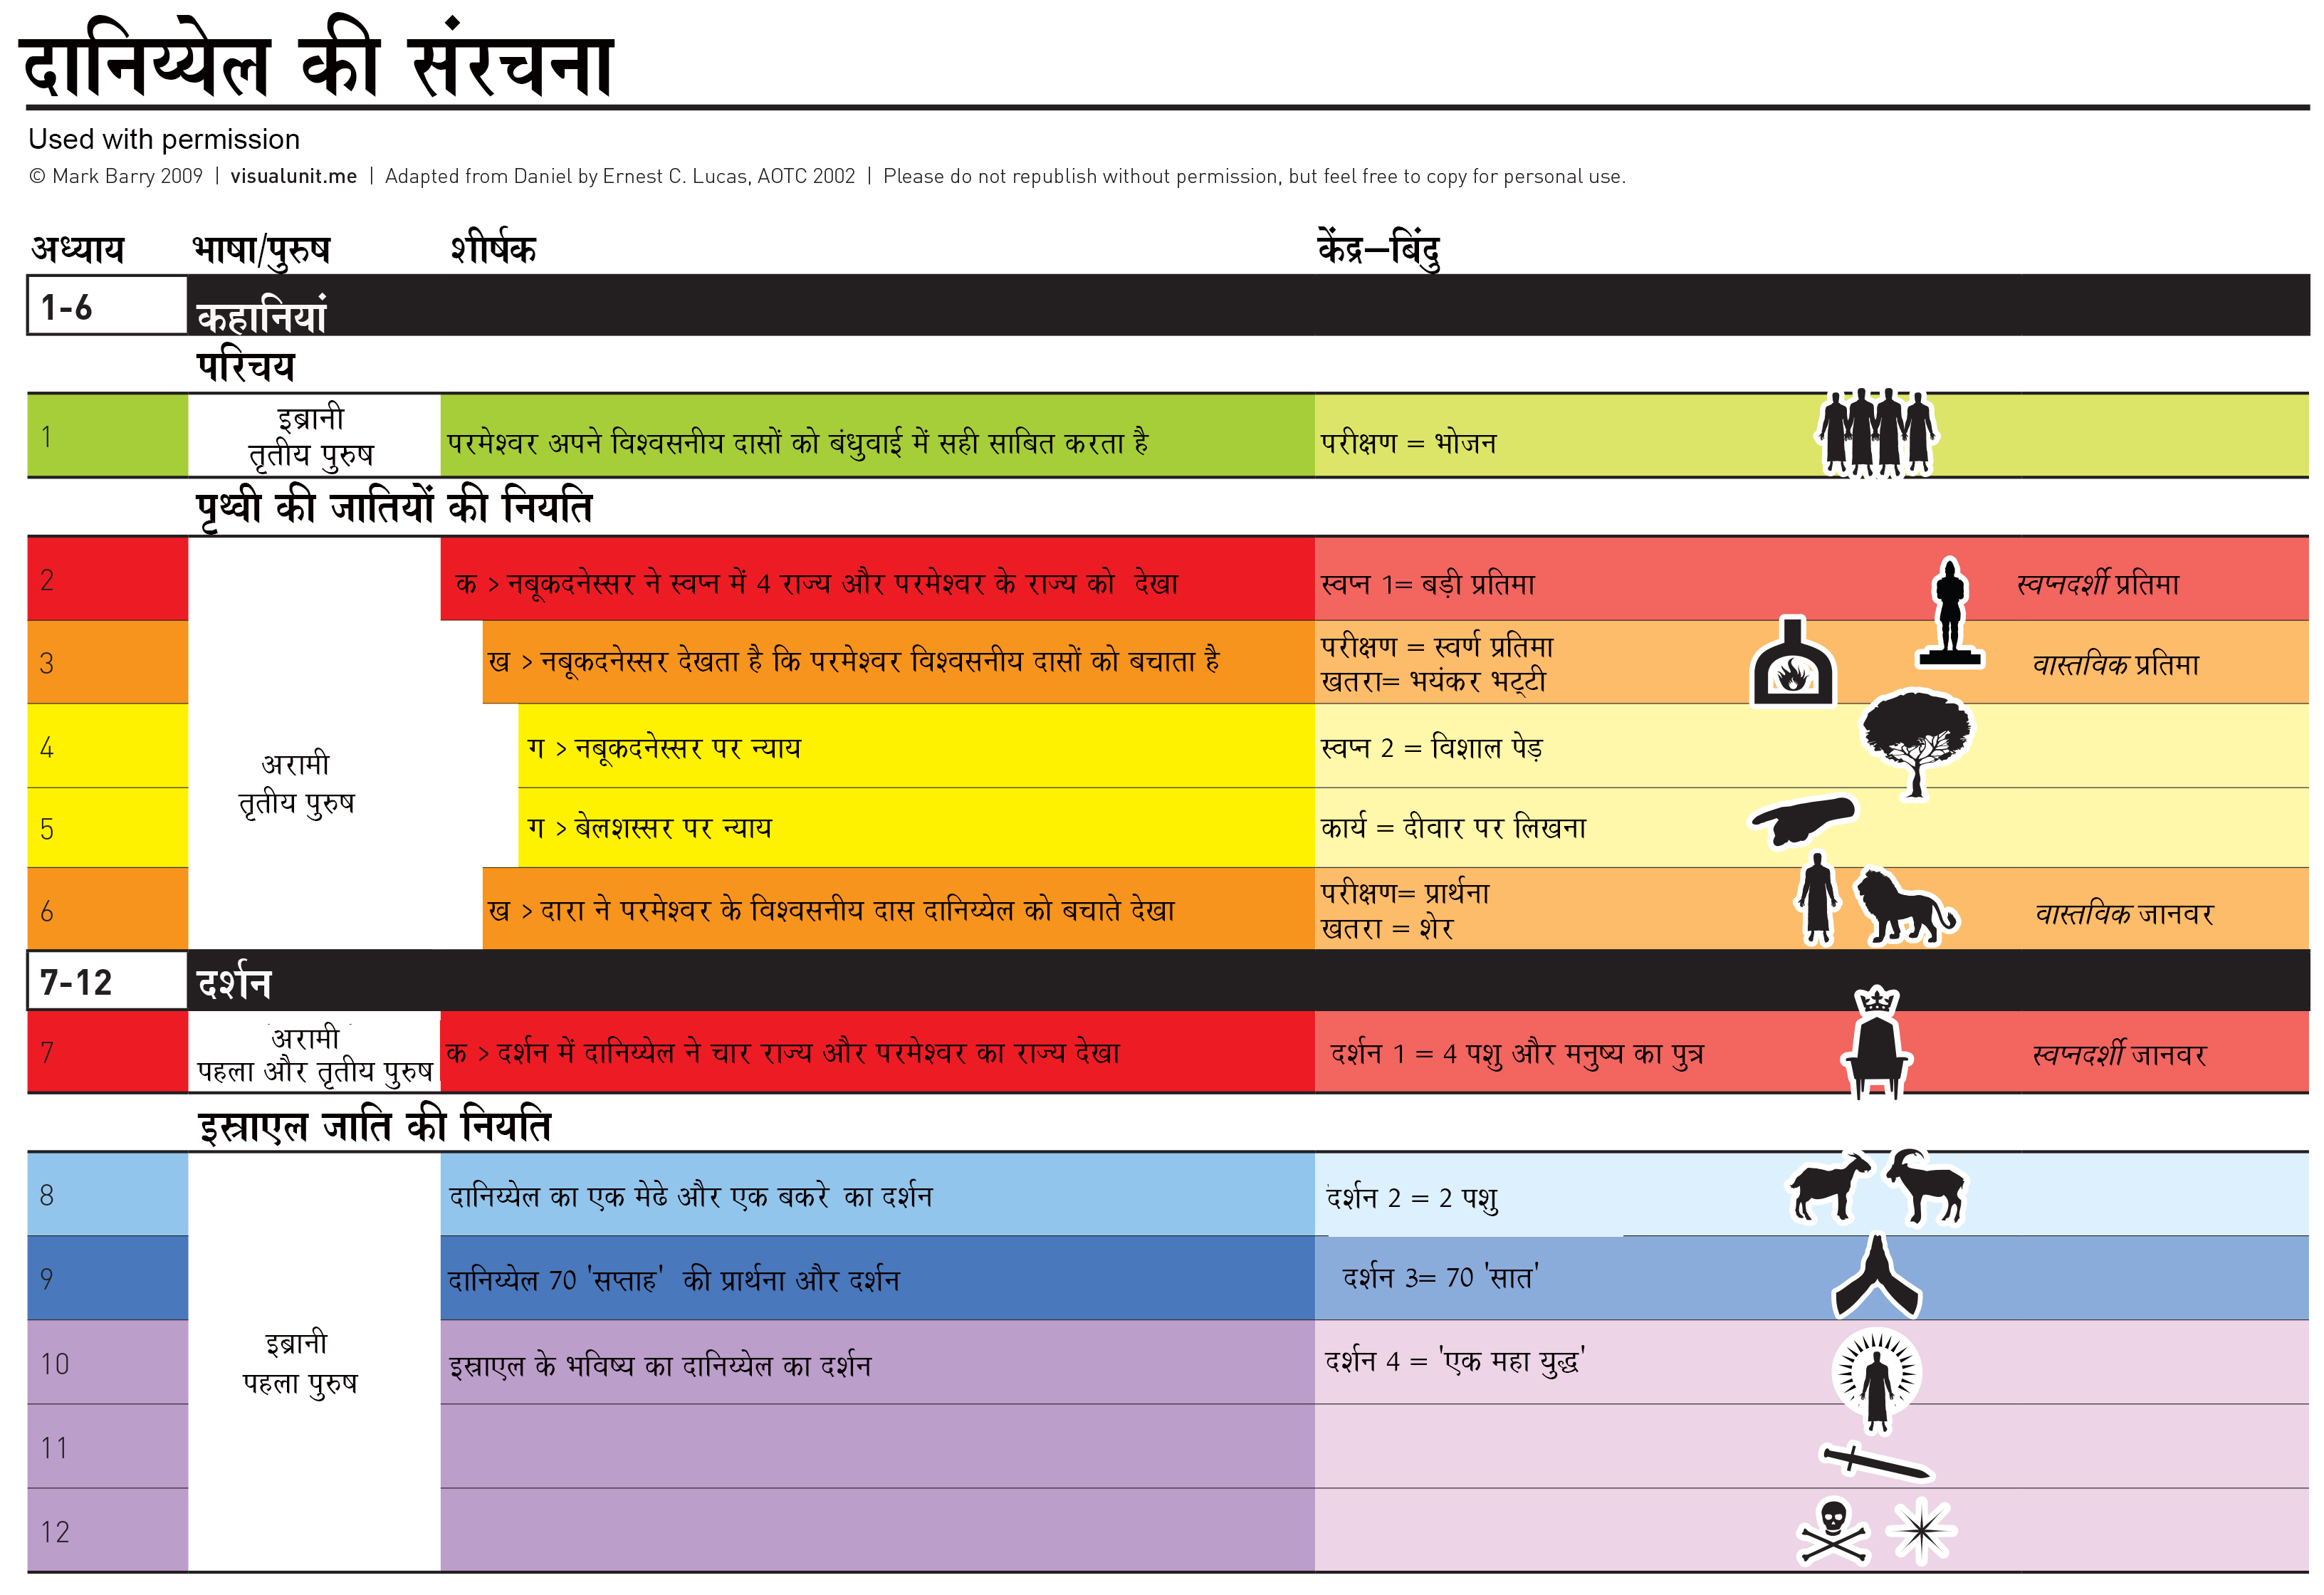 दानिय्येल की संरचना
Used with permission
© Mark Barry 2009 | visualunit.me | Adapted from Daniel by Ernest C. Lucas, AOTC 2002 | Please do not republish without permission, but feel free to copy for personal use.
अध्याय भाषा/पुरुष शीर्षक केंद्र–बिंदु
1-6 कहानियां
परिचय
1 इब्रानी तृतीय पुरुष परमेश्वर अपने विश्वसनीय दासों को बंधुवाई में सही साबित करता है परीक्षण = भोजन
पृथ्वी की जातियों की नियति
2 क > नबूकदनेस्सर ने स्वप्न में 4 राज्य और परमेश्वर के राज्य को देखा स्वप्न 1= बड़ी प्रतिमा स्वप्नदर्शी प्रतिमा
3 ख > नबूकदनेस्सर देखता है कि परमेश्वर विश्वसनीय दासों को बचाता है परीक्षण = स्वर्ण प्रतिमा
खतरा= भयंकर भट्टी वास्तविक प्रतिमा
4 ग > नबूकदनेस्सर पर न्याय स्वप्न 2 = विशाल पेड़
अरामी
तृतीय पुरुष
5 ग > बेलशस्सर पर न्याय कार्य = दीवार पर लिखना
6 ख > दारा ने परमेश्वर के विश्वसनीय दास दानिय्येल को बचाते देखा परीक्षण= प्रार्थना
खतरा = शेर वास्तविक जानवर
7-12 दर्शन
7 अरामी
पहला और तृतीय पुरुष क > दर्शन में दानिय्येल ने चार राज्य और परमेश्वर का राज्य देखा दर्शन 1 = 4 पशु और मनुष्य का पुत्र स्वप्नदर्शी जानवर
इस्राएल जाति की नियति
8 दानिय्येल का एक मेढे और एक बकरे का दर्शन दर्शन 2 = 2 पशु
9 दानिय्येल 70 'सप्ताह' की प्रार्थना और दर्शन दर्शन 3= 70 'सात'
इब्रानी
पहला पुरुष
10 इस्राएल के भविष्य का दानिय्येल का दर्शन दर्शन 4 = 'एक महा युद्ध'
11
12